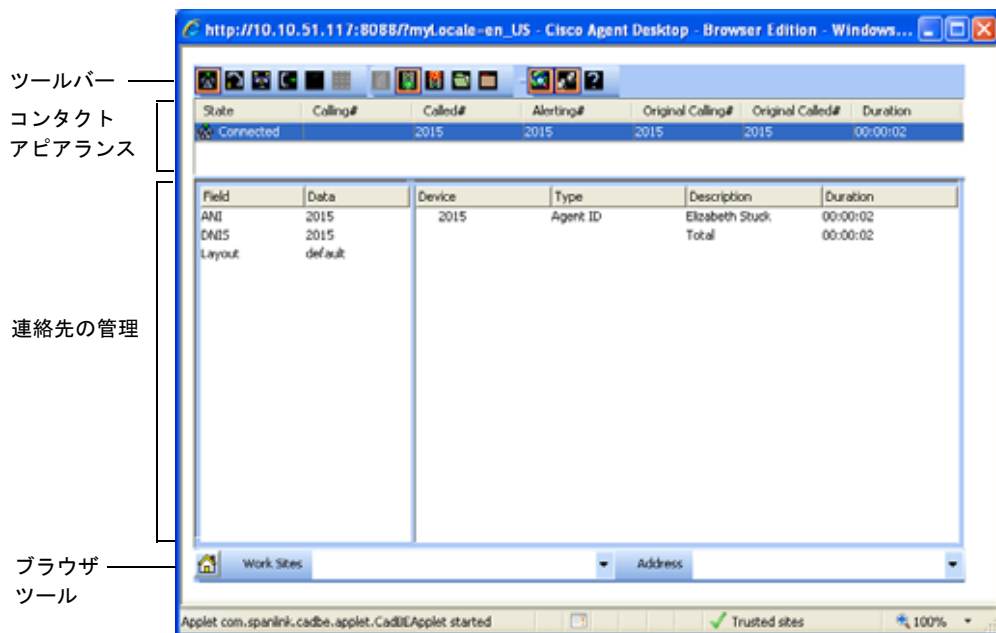 http://10.10.51.117:8088/?myLocale=en_US - Cisco Agent Desktop - Browser Edition - Windows...
ツールバー
コンタクト
アピアランス
State Calling# Called# Alerting# Original Calling# Original Called# Duration
Connected 2015 2015 2015 2015 00:00:02
Field Data Device Type Description Duration
ANI 2015 2015 Agent ID Elizabeth Stuck 00:00:02
DNIS 2015 Total 00:00:02
Layout default
連絡先の管理
ブラウザ
ツール
Work Sites Address
Applet com.spanlink.cadbe.applet.CadBEApplet started Trusted sites 100%